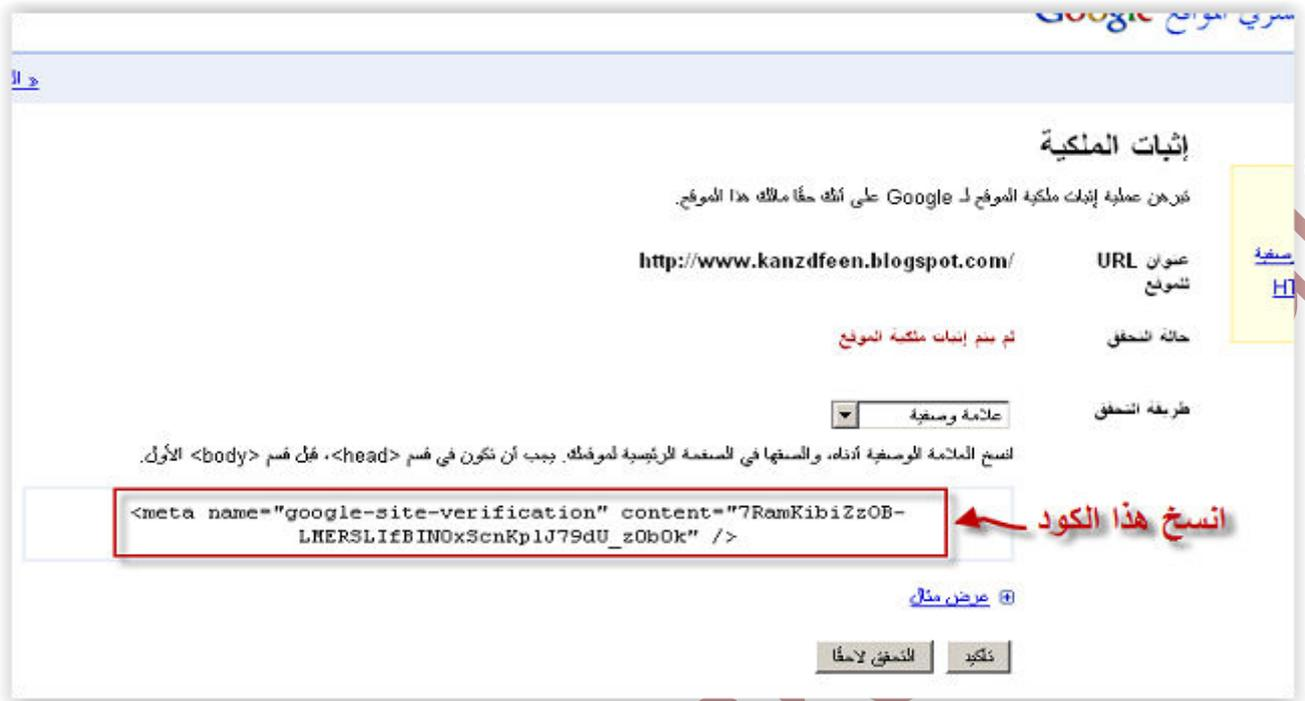 Google
إثبات الملكية
تبرهن عملية إثبات ملكية الموقع لـ Google على أنك حقًا مالك هذا الموقع.
عنوان URL للموقع
http://www.kanzdfeen.blogspot.com/
حالة التحقق
لم يتم إثبات ملكية الموقع
طريقة التحقق
علامة وصفية
انسخ العلامة الوصفية أدناه، والصقها في الصفحة الرئيسية لموقعك. يجب أن تكون في قسم <head>، قبل قسم <body> الأول.
<meta name="google-site-verification" content="7RamKibiZzOB-
انسخ هذا الكود
عرض مثال
تأكيد
التحقق لاحقًا